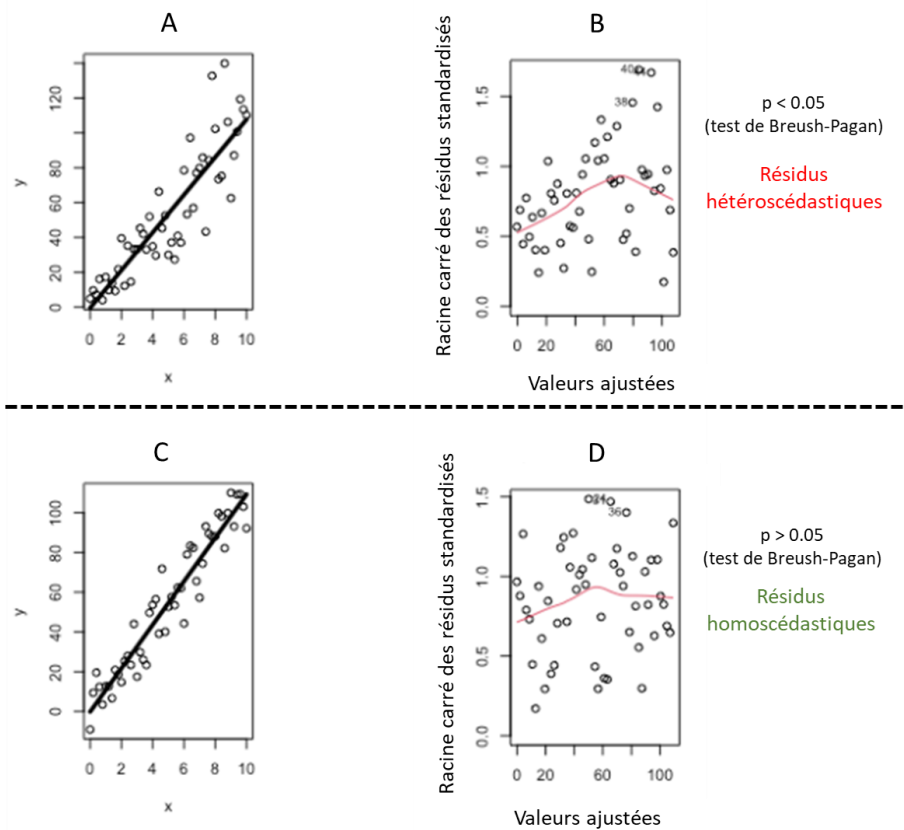 A
B
y
0 20 40 60 80 120
0 2 4 6 8 10
x
Racine carré des résidus standardisés
0.0 0.5 1.0 1.5
40
38
0 20 60 100
Valeurs ajustées
p < 0.05
(test de Breush-Pagan)
Résidus
hétéroscédastiques
C
D
y
0 20 40 60 80 100
0 2 4 6 8 10
x
Racine carré des résidus standardisés
0.0 0.5 1.0 1.5
36
0 20 60 100
Valeurs ajustées
p > 0.05
(test de Breush-Pagan)
Résidus
homoscédastiques